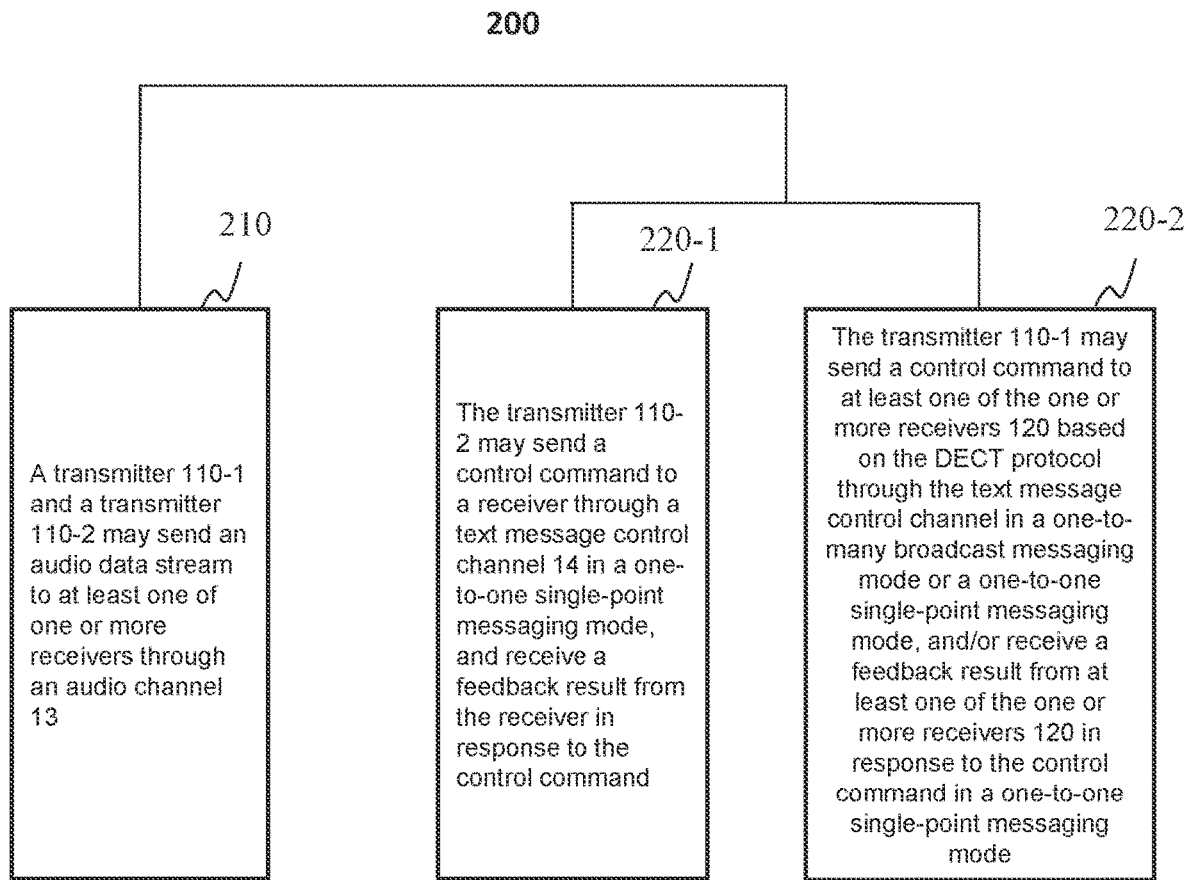 200
210
220-1
220-2
A transmitter 110-1
and a transmitter
110-2 may send an
audio data stream
to at least one of
one or more
receivers through
an audio channel
13
The transmitter 110-
2 may send a
control command to
a receiver through a
text message control
channel 14 in a one-
to-one single-point
messaging mode,
and receive a
feedback result from
the receiver in
response to the
control command
The transmitter 110-1 may
send a control command to
at least one of the one or
more receivers 120 based
on the DECT protocol
through the text message
control channel in a one-to-
many broadcast messaging
mode or a one-to-one
single-point messaging
mode, and/or receive a
feedback result from at
least one of the one or
more receivers 120 in
response to the control
command in a one-to-one
single-point messaging
mode